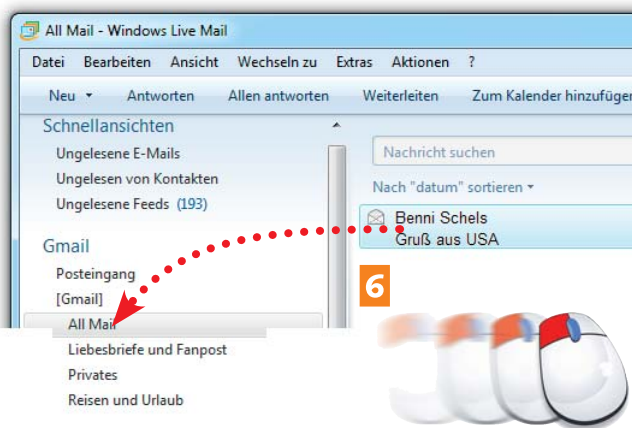 All Mail - Windows Live Mail
Datei Bearbeiten Ansicht Wechseln zu Extras Aktionen ?
Neu Antworten Allen antworten Weiterleiten Zum Kalender hinzufügen
Schnellansichten
Ungelesene E-Mails
Ungelesen von Kontakten
Ungelesene Feeds (193)
Gmail
Posteingang
[Gmail]
All Mail
Liebesbriefe und Fanpost
Privates
Reisen und Urlaub
Nachricht suchen
Nach "datum" sortieren
Benni Schels
Gruß aus USA
6